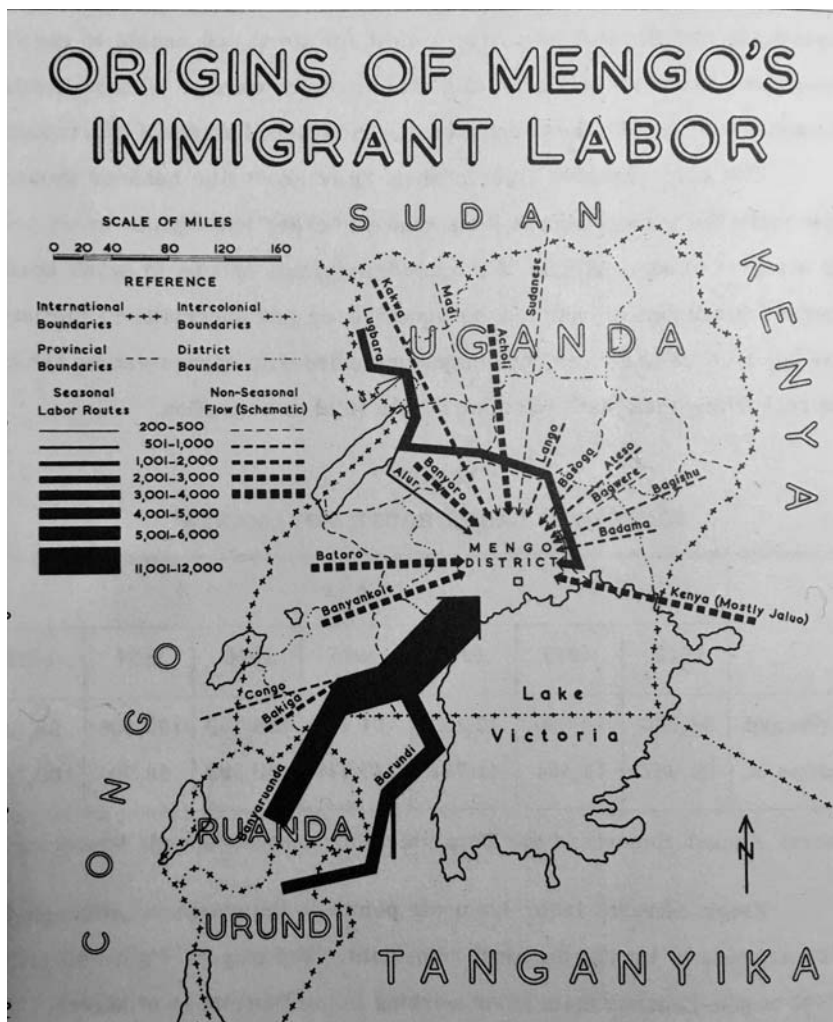 ORIGINS OF MENGO'S
IMMIGRANT LABOR
SCALE OF MILES
0 20 40 80 120 160
REFERENCE
International Boundaries
Intercolonial Boundaries
Provincial Boundaries
District Boundaries
Seasonal Labor Routes
Non-Seasonal Flow (Schematic)
200-500
501-1,000
1,001-2,000
2,001-3,000
3,001-4,000
4,001-5,000
5,001-6,000
11,001-12,000
SUDAN
KENYA
UGANDA
CONGO
Lugbara
Kakwa
Madi
Sudanese
Acholi
Alur
Banyoro
Lango
Basoga
Ateso
Bagwere
Bagishu
Badama
MENGO
DISTRICT
Batoro
Banyankole
Kenya (Mostly Jaluo)
Congo
Bakiga
Banyaruanda
Barundi
Lake
Victoria
RUANDA
URUNDI
N
TANGANYIKA